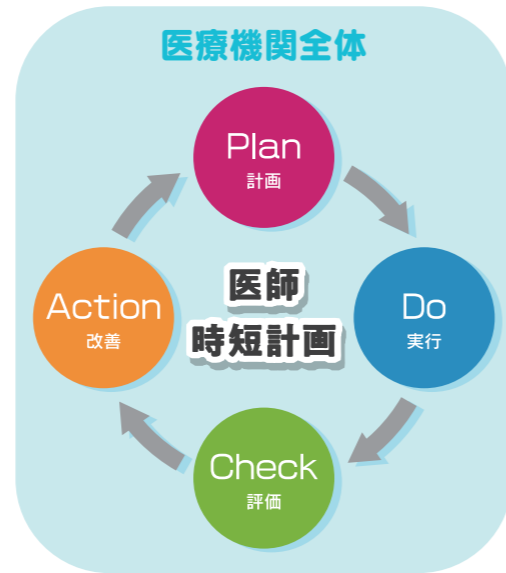 医療機関全体
Plan
計画
Action
改善
医師
時短計画
Do
実行
Check
評価